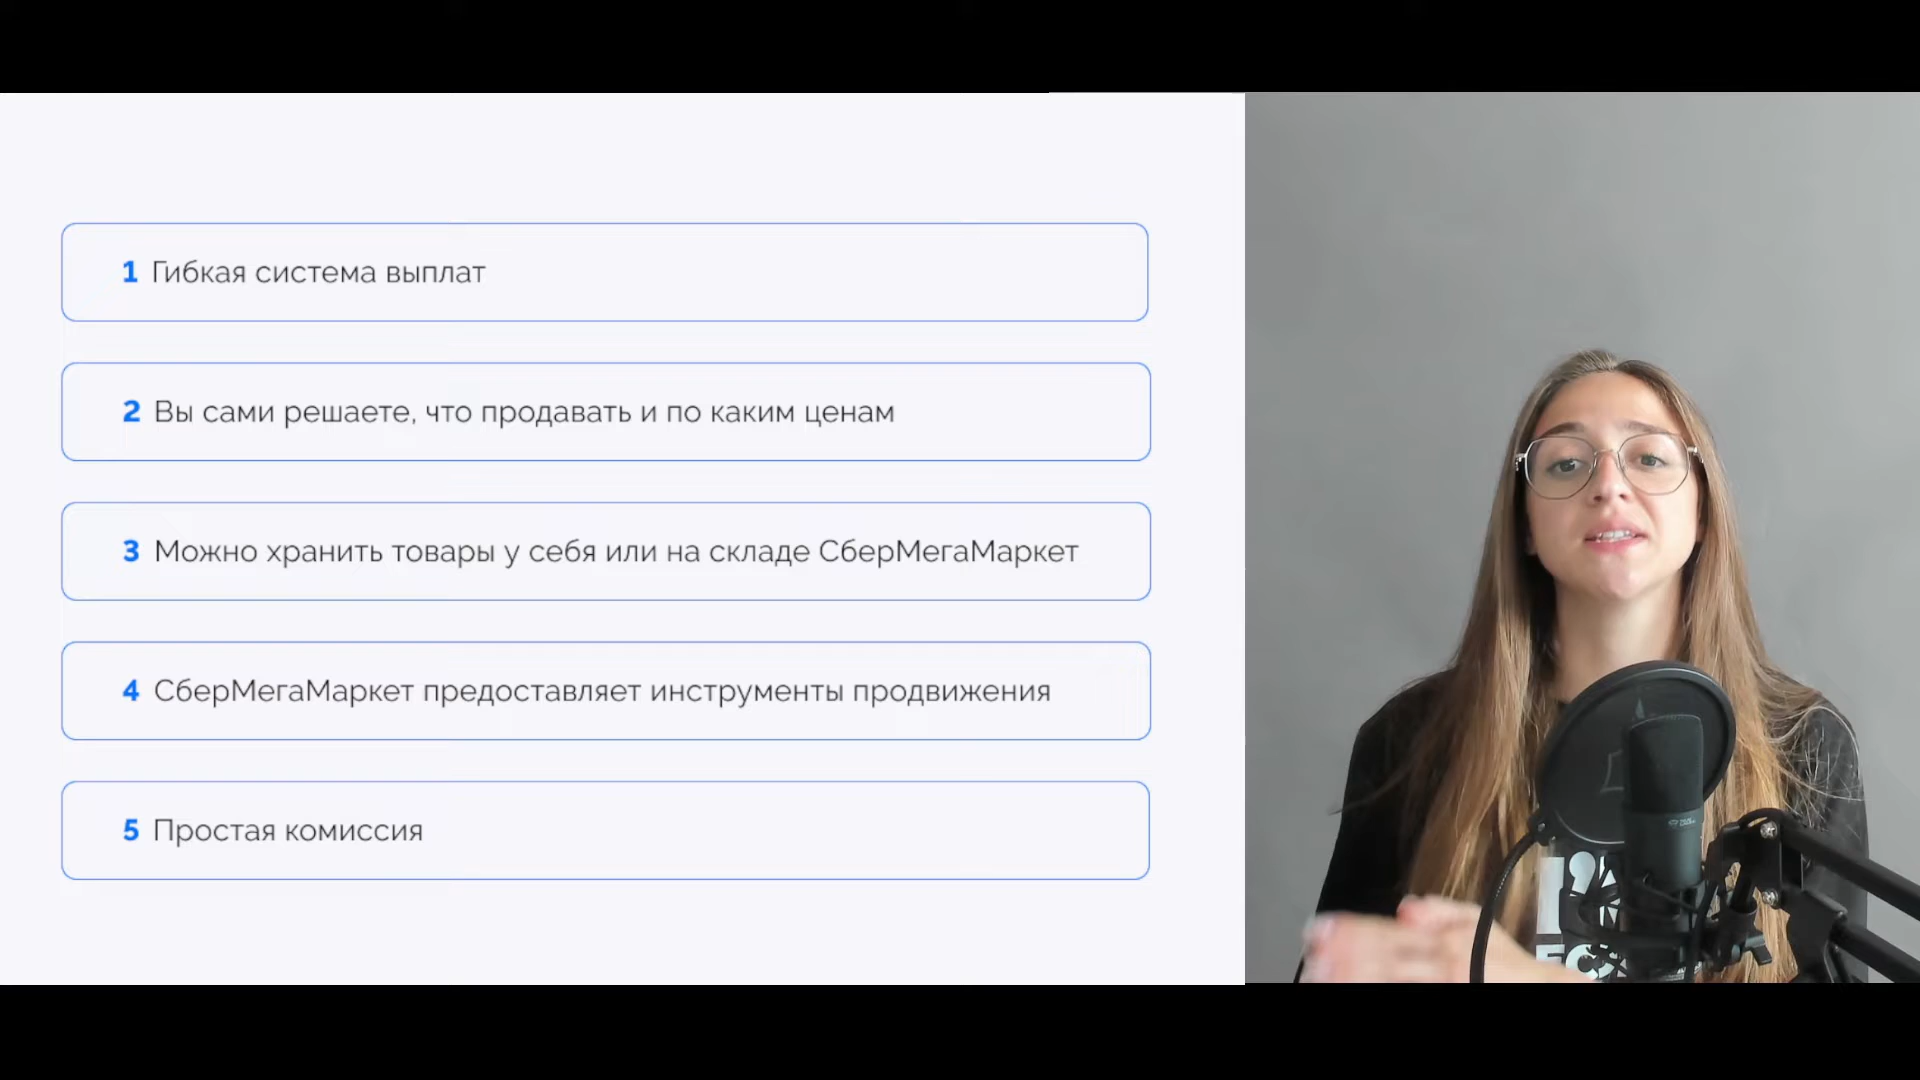 1 Гибкая система выплат
2 Вы сами решаете, что продавать и по каким ценам
3 Можно хранить товары у себя или на складе СберМегаМаркет
4 СберМегаМаркет предоставляет инструменты продвижения
5 Простая комиссия